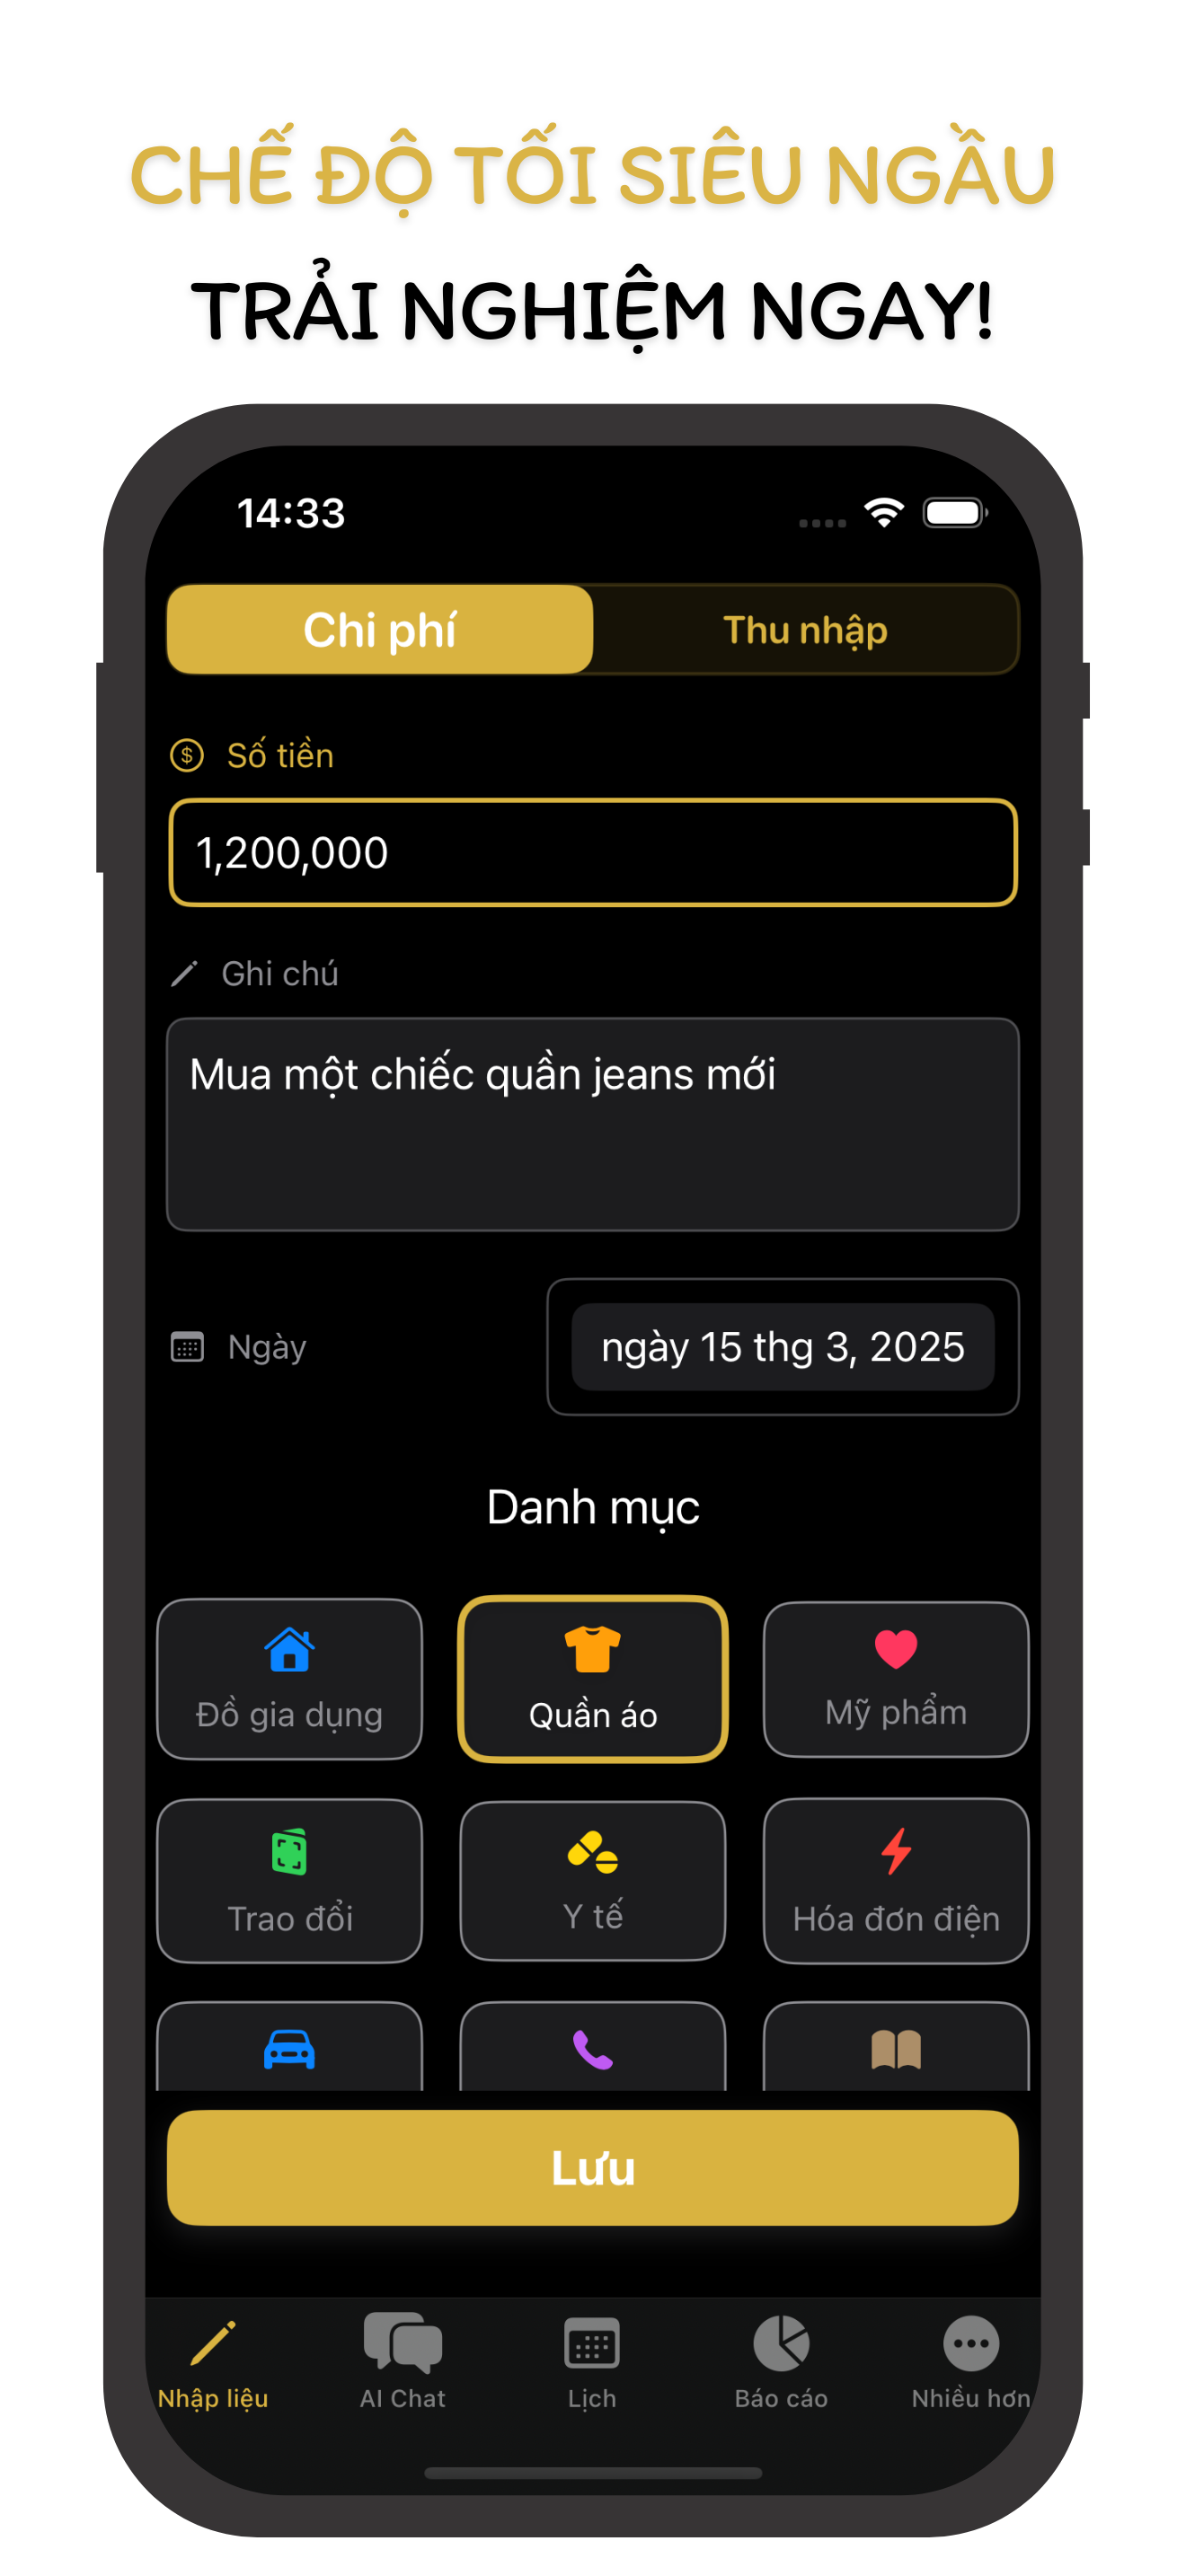 CHẾ ĐỘ TỐI SIÊU NGẦU
TRẢI NGHIỆM NGAY!
14:33
Chi phí
Thu nhập
$ Số tiền
1,200,000
Ghi chú
Mua một chiếc quần jeans mới
Ngày
ngày 15 thg 3, 2025
Danh mục
Đồ gia dụng
Quần áo
Mỹ phẩm
Trao đổi
Y tế
Hóa đơn điện
Lưu
Nhập liệu
AI Chat
Lịch
Báo cáo
Nhiều hơn